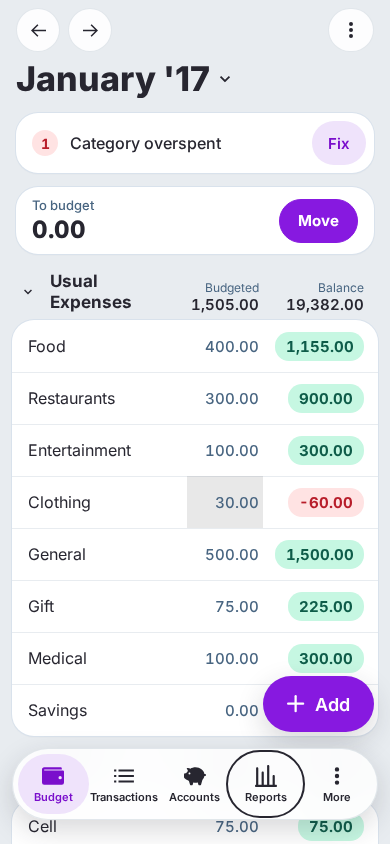 January '17
1 Category overspent Fix
To budget
0.00 Move
Usual Expenses Budgeted 1,505.00 Balance 19,382.00
Food 400.00 1,155.00
Restaurants 300.00 900.00
Entertainment 100.00 300.00
Clothing 30.00 -60.00
General 500.00 1,500.00
Gift 75.00 225.00
Medical 100.00 300.00
Savings 0.00
+ Add
Budget Transactions Accounts Reports More
Cell 75.00 75.00